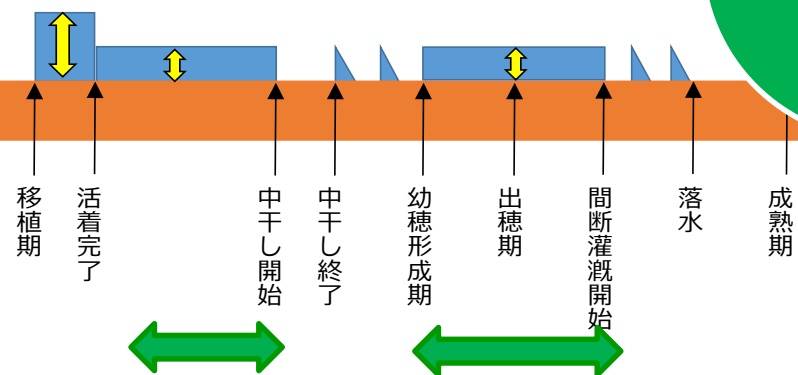 移植期
活着完了
中干し開始
中干し終了
幼穂形成期
出穂期
間断灌漑開始
落水
成熟期